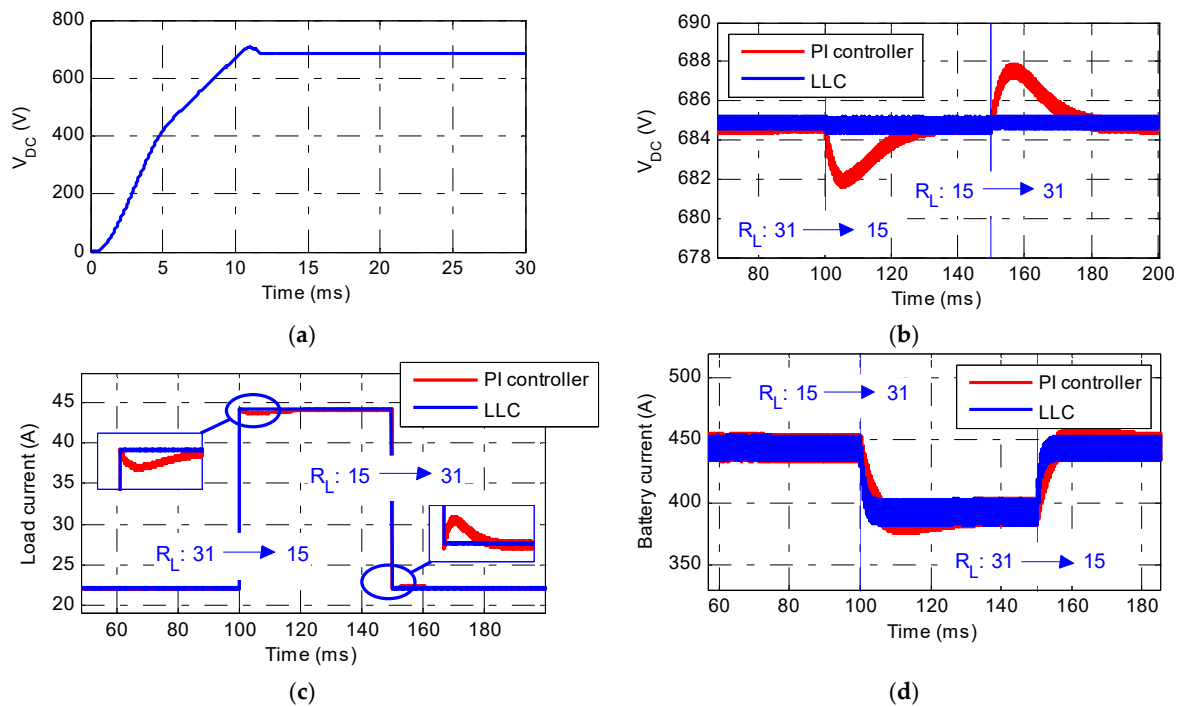 800
600
400
200
0
V_DC (V)
0 5 10 15 20 25 30
Time (ms)
(a)
690
688
686
684
682
680
678
V_DC (V)
PI controller
LLC
R_L: 15 → 31
R_L: 31 → 15
80 100 120 140 160 180 200
Time (ms)
(b)
45
40
35
30
25
20
Load current (A)
PI controller
LLC
R_L: 15 → 31
R_L: 31 → 15
60 80 100 120 140 160 180
Time (ms)
(c)
500
450
400
350
Battery current (A)
R_L: 15 → 31
PI controller
LLC
R_L: 31 → 15
60 80 100 120 140 160 180
Time (ms)
(d)